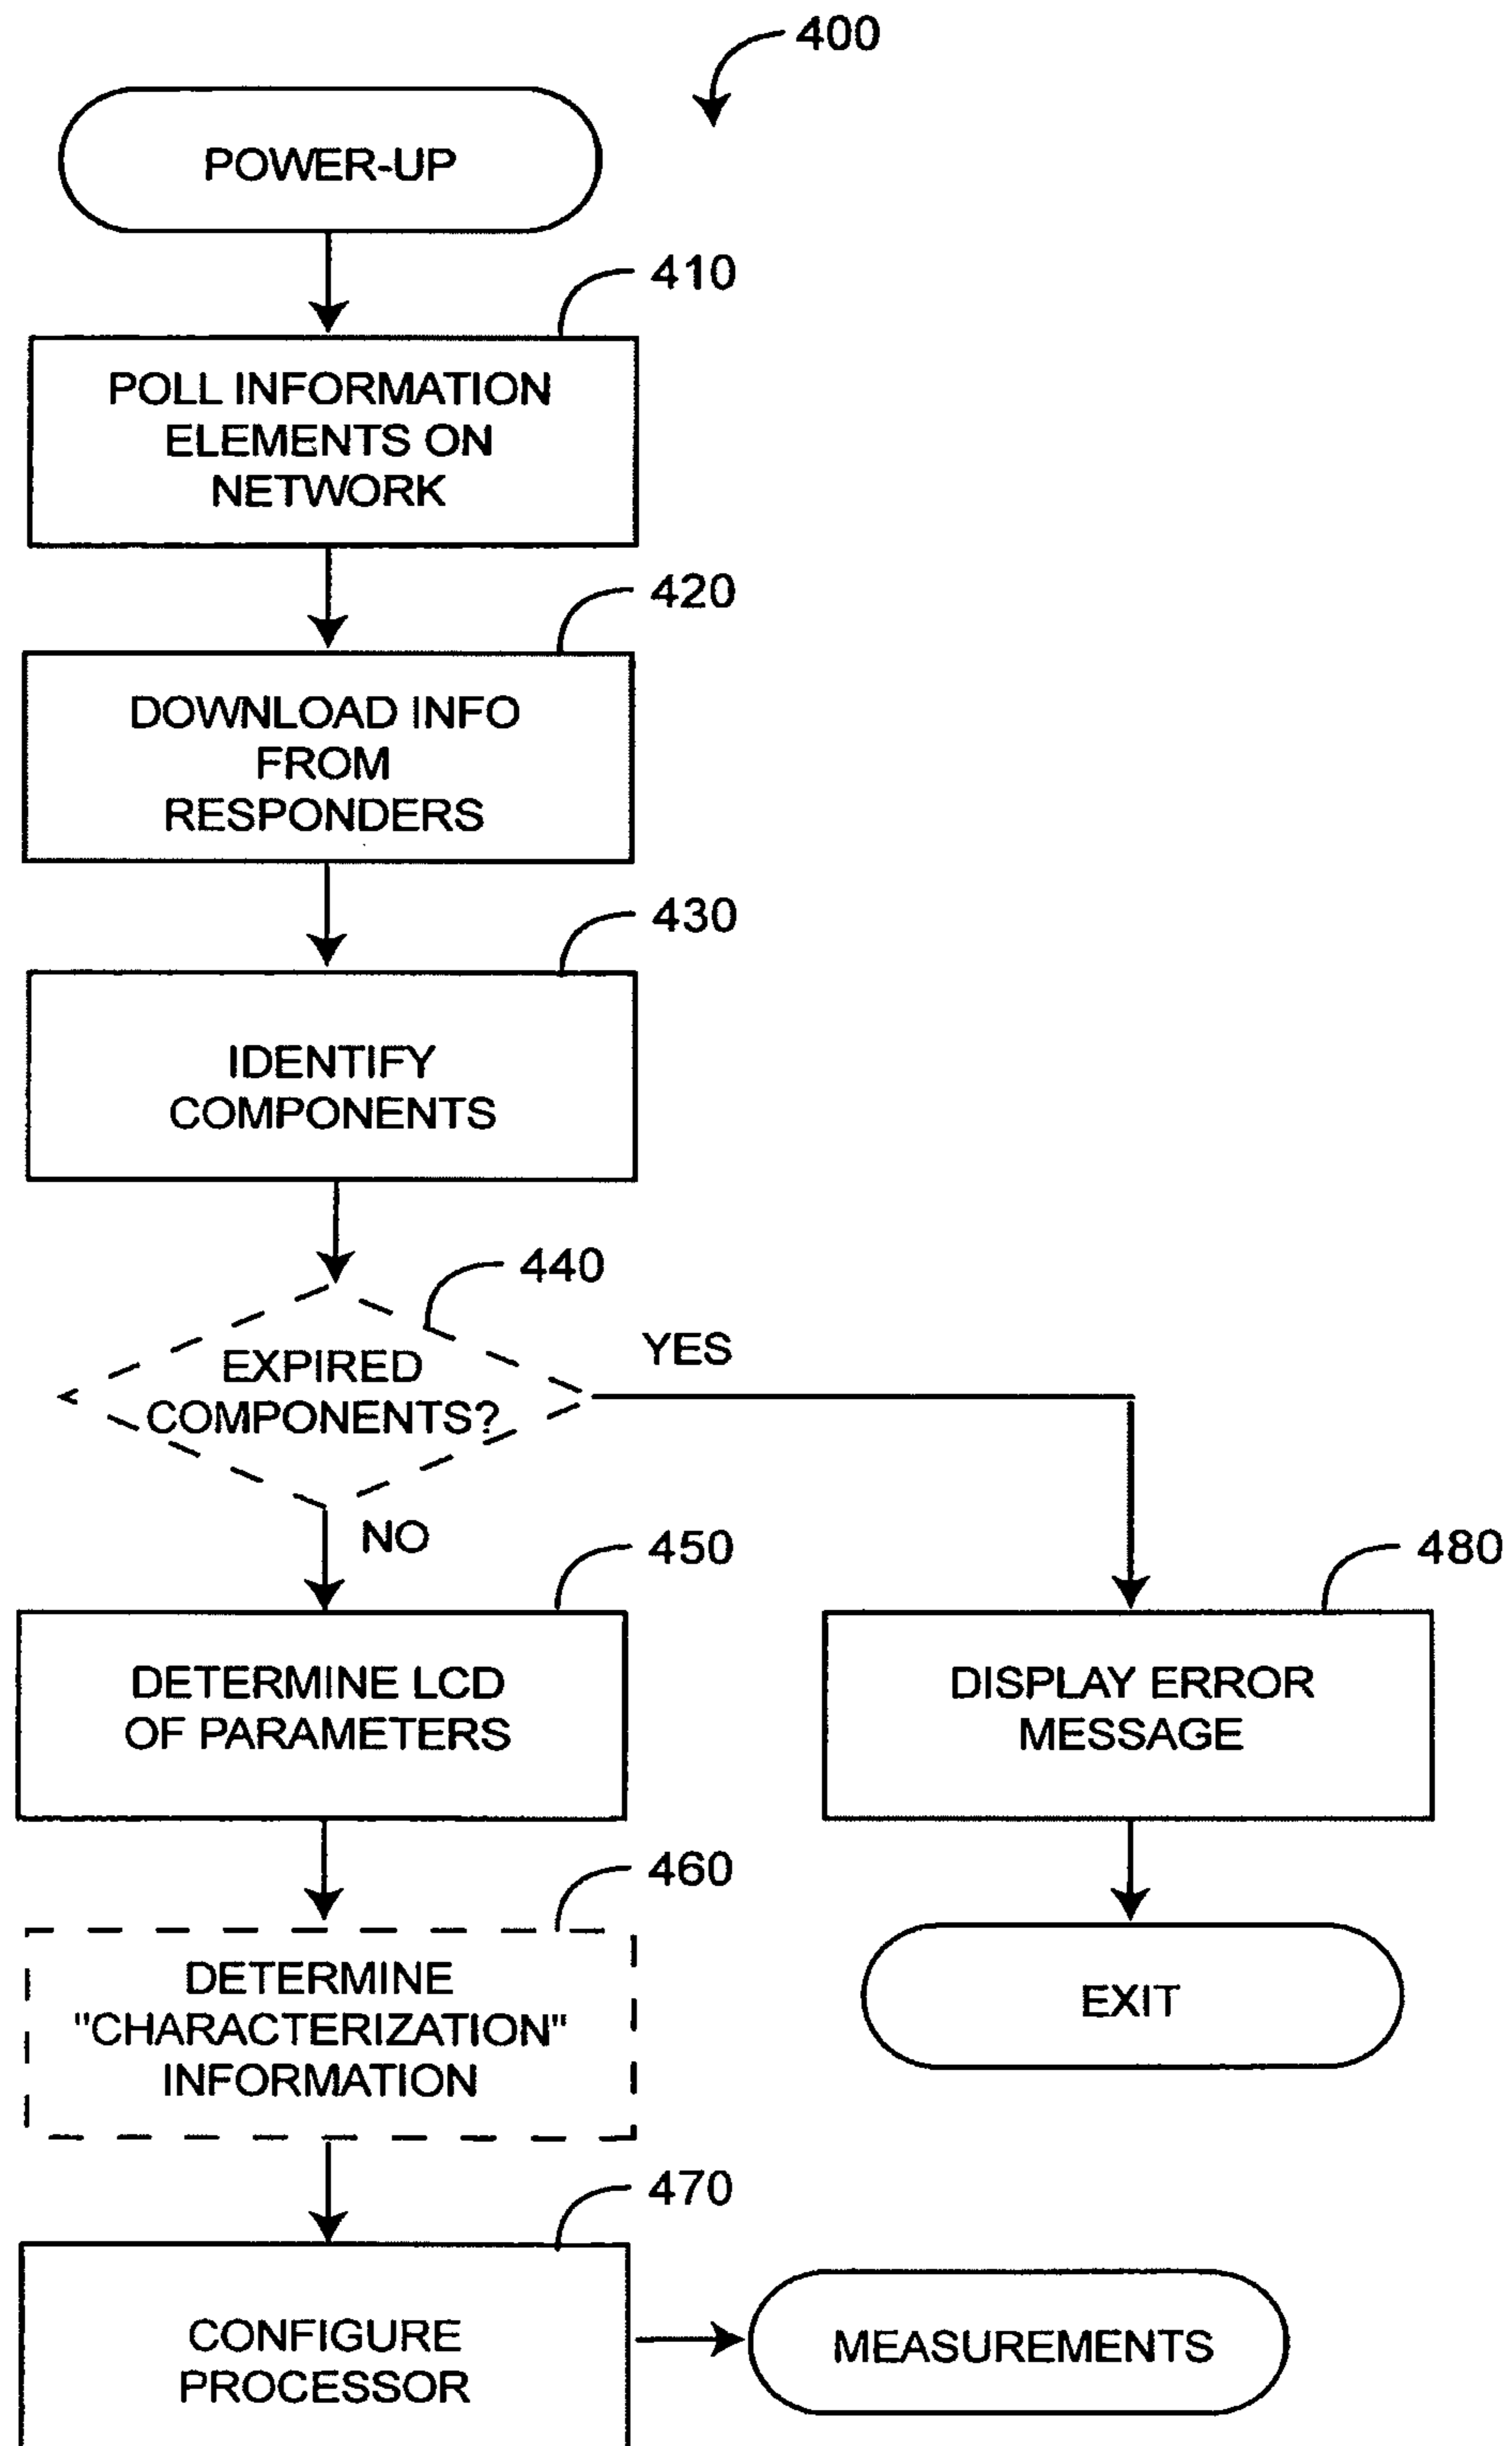 400
POWER-UP
410
POLL INFORMATION
ELEMENTS ON
NETWORK
420
DOWNLOAD INFO
FROM
RESPONDERS
430
IDENTIFY
COMPONENTS
440
EXPIRED
COMPONENTS?
YES
NO
450
DETERMINE LCD
OF PARAMETERS
480
DISPLAY ERROR
MESSAGE
460
DETERMINE
"CHARACTERIZATION"
INFORMATION
EXIT
470
CONFIGURE
PROCESSOR
MEASUREMENTS